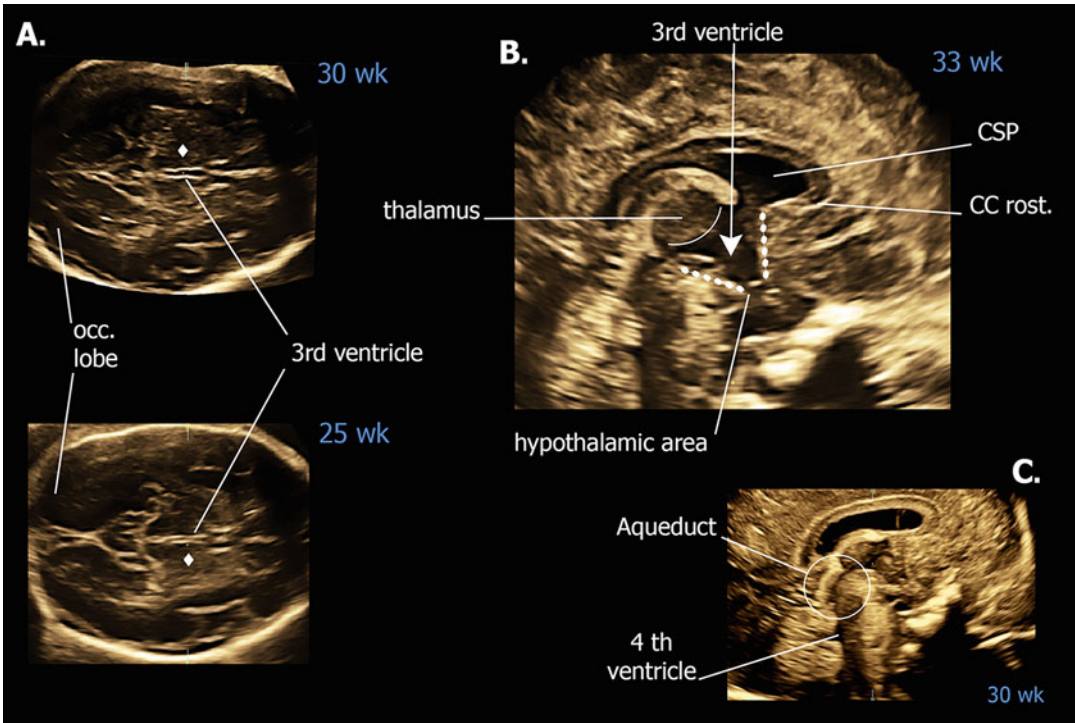 A.
30 wk
occ.
lobe
3rd ventricle
25 wk
B.
3rd ventricle
33 wk
CSP
thalamus
CC rost.
hypothalamic area
C.
Aqueduct
4 th
ventricle
30 wk